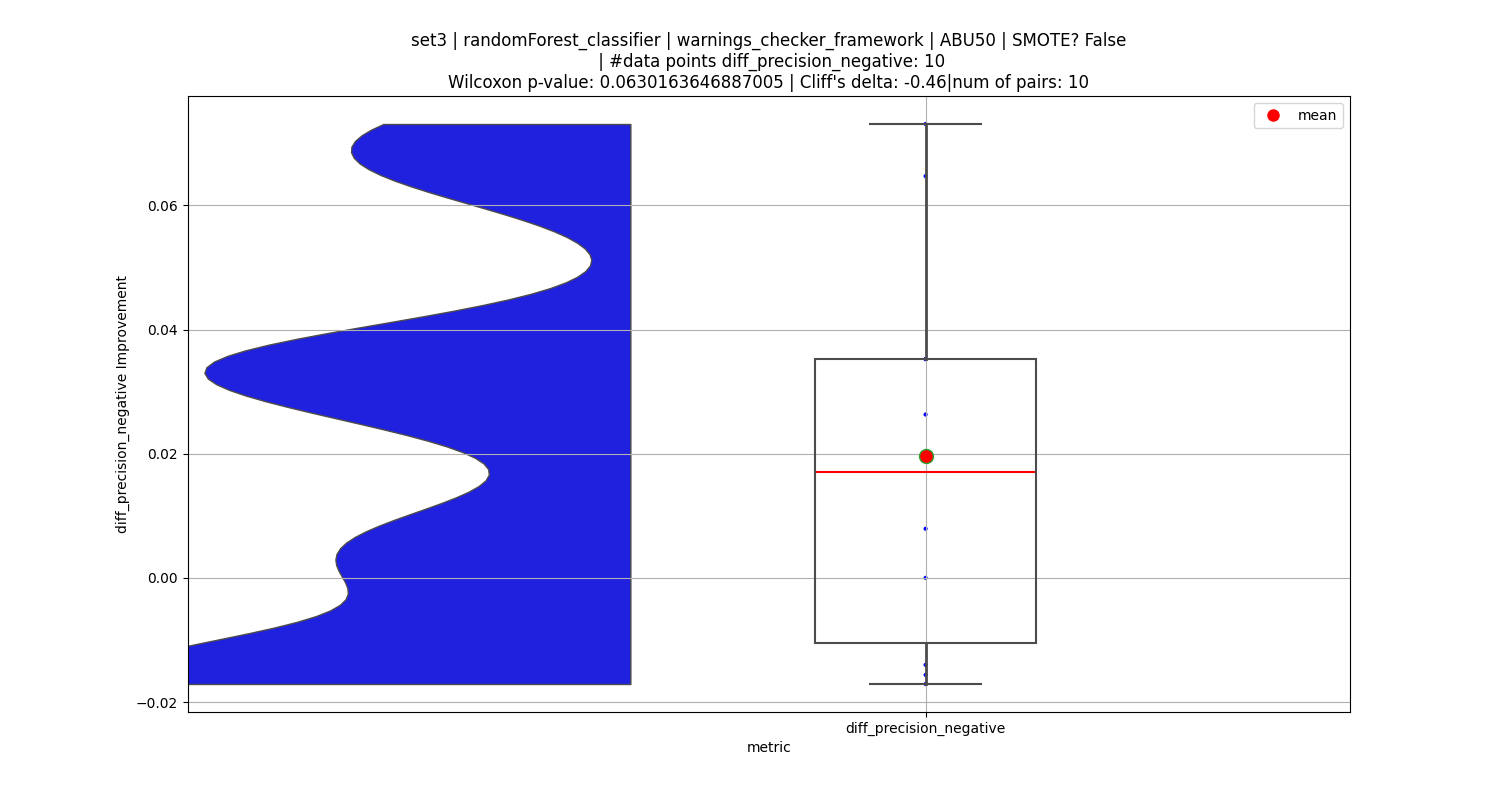 set3 | randomForest_classifier | warnings_checker_framework | ABU50 | SMOTE? False
| #data points diff_precision_negative: 10
Wilcoxon p-value: 0.0630163646887005 | Cliff's delta: -0.46|num of pairs: 10
mean
0.06
0.04
0.02
0.00
−0.02
diff_precision_negative Improvement
diff_precision_negative
metric